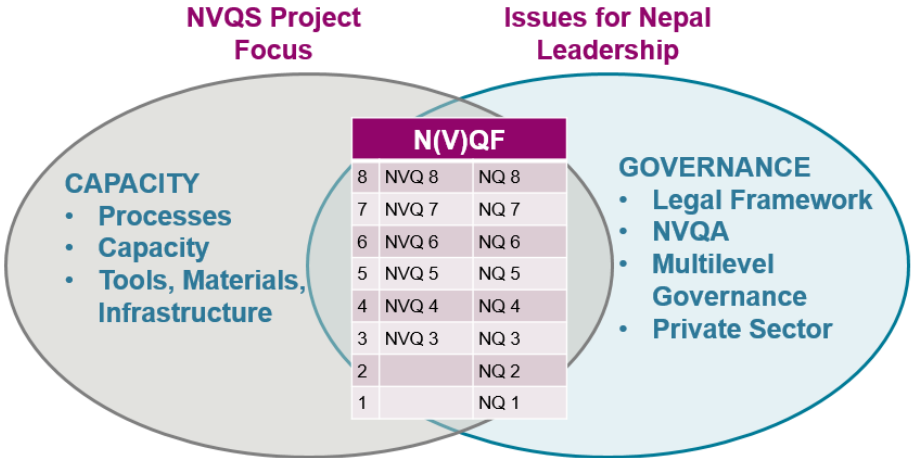 NVQS Project
Focus
Issues for Nepal
Leadership
CAPACITY
• Processes
• Capacity
• Tools, Materials,
Infrastructure
N(V)QF
8 NVQ 8 NQ 8
7 NVQ 7 NQ 7
6 NVQ 6 NQ 6
5 NVQ 5 NQ 5
4 NVQ 4 NQ 4
3 NVQ 3 NQ 3
2 NQ 2
1 NQ 1
GOVERNANCE
• Legal Framework
• NVQA
• Multilevel
Governance
• Private Sector